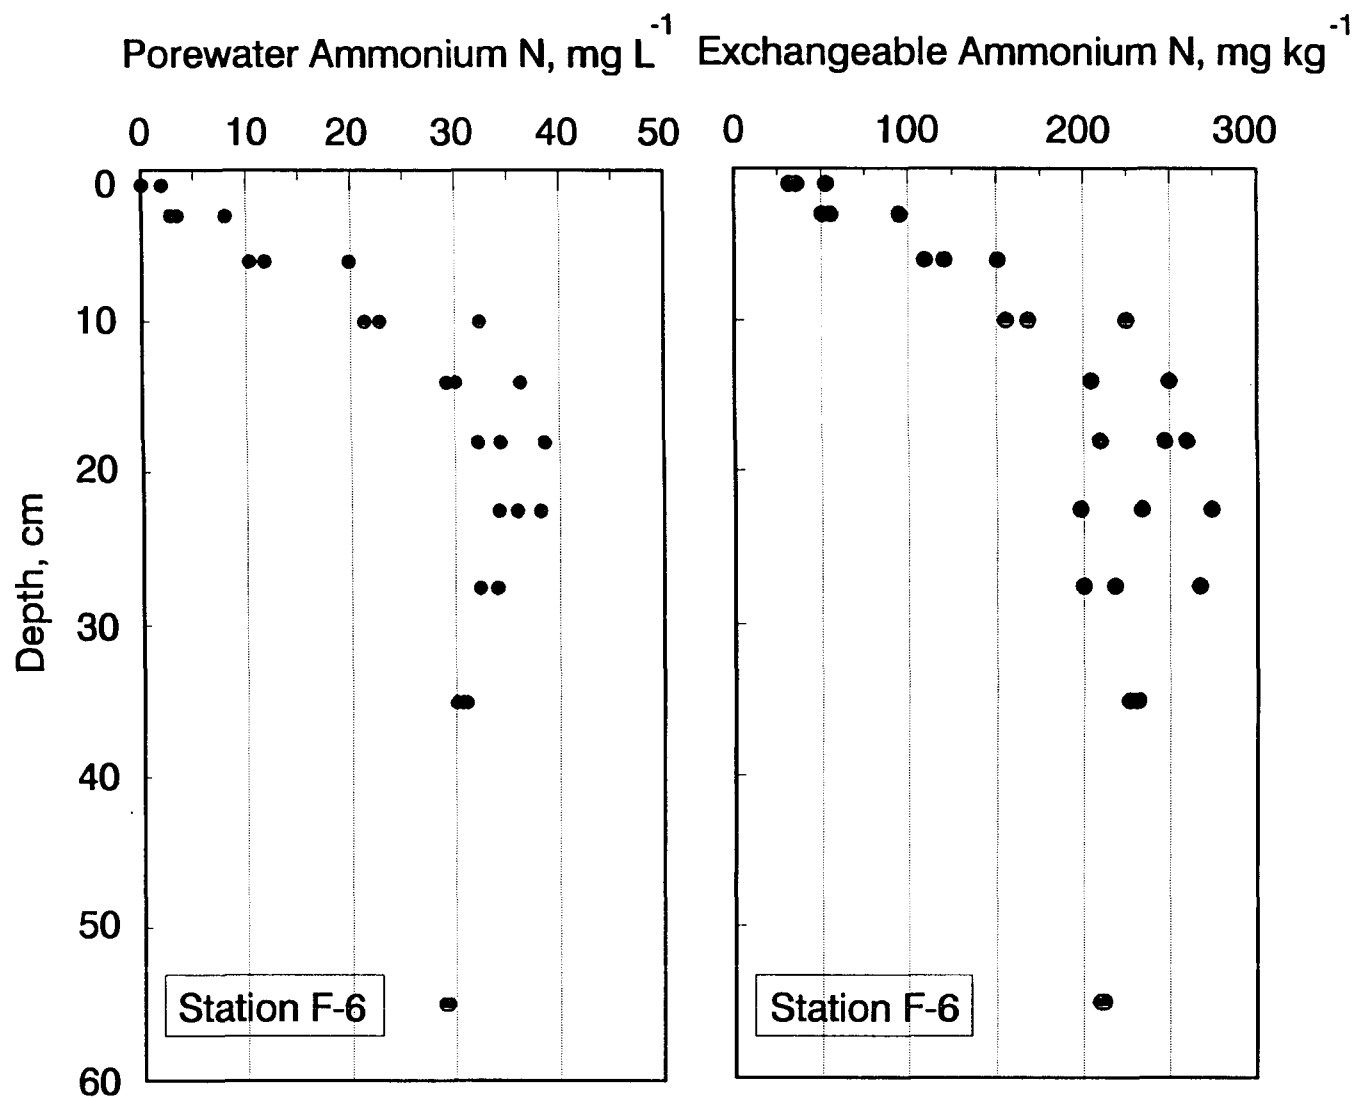 Porewater Ammonium N, mg L-1
Exchangeable Ammonium N, mg kg-1
0 10 20 30 40 50
0 100 200 300
0
10
20
30
40
50
60
Depth, cm
Station F-6
Station F-6